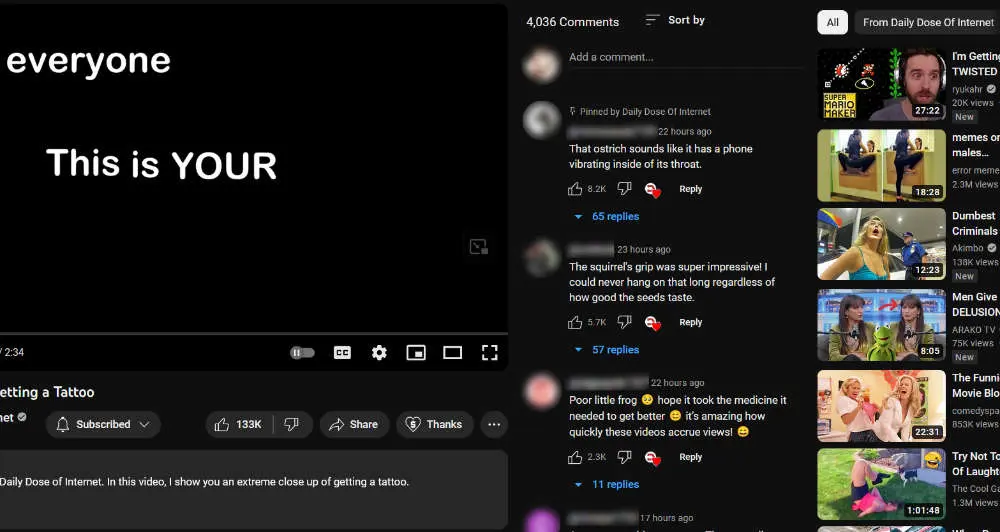 everyone
This is YOUR
/ 2:34
CC
etting a Tattoo
net
Subscribed
133K
Share
Thanks
Daily Dose of Internet. In this video, I show you an extreme close up of getting a tattoo.
4,036 Comments
Sort by
Add a comment...
Pinned by Daily Dose Of Internet
22 hours ago
That ostrich sounds like it has a phone
vibrating inside of its throat.
8.2K
Reply
65 replies
23 hours ago
The squirrel's grip was super impressive! I
could never hang on that long regardless of
how good the seeds taste.
5.7K
Reply
57 replies
22 hours ago
Poor little frog 🥺 hope it took the medicine it
needed to get better 😊 it's amazing how
quickly these videos accrue views! 😄
2.3K
Reply
11 replies
17 hours ago
All
From Daily Dose Of Internet
SUPER
MARIO
MAKER
27:22
I'm Getting
TWISTED
ryukahr
20K views
New
18:28
memes on
males…
error meme
2.3M views
12:23
Dumbest
Criminals
Akimbo
138K views
New
8:05
Men Give
DELUSION
ARAKO TV
75K views
New
22:31
The Funni
Movie Blo
comedyspa
853K views
1:01:48
Try Not To
Of Laughte
The Cool Ga
1.3M views